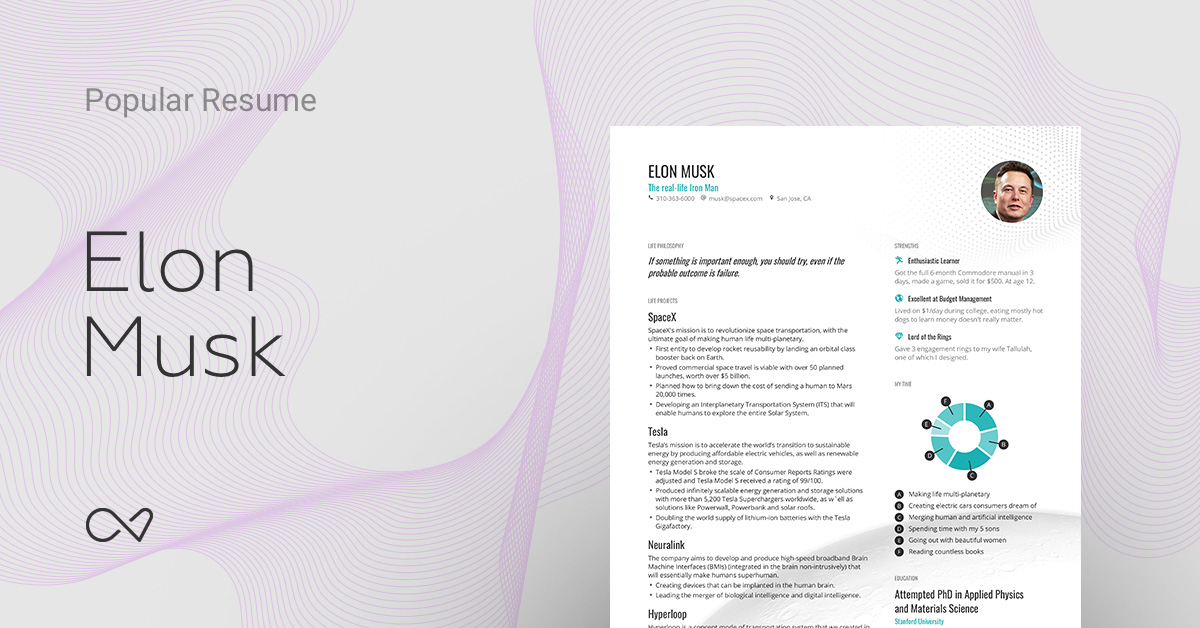 Popular Resume
Elon
Musk
ELON MUSK
The real-life Iron Man
310-363-6000 musk@spacex.com San Jose, CA
LIFE PHILOSOPHY
If something is important enough, you should try, even if the
probable outcome is failure.
LIFE PROJECTS
SpaceX
SpaceX's mission is to revolutionize space transportation, with the
ultimate goal of making human life multi-planetary.
• First entity to develop rocket reusability by landing an orbital class
booster back on Earth.
• Proved commercial space travel is viable with over 50 planned
launches, worth over $5 billion.
• Planned how to bring down the cost of sending a human to Mars
20,000 times.
• Developing an Interplanetary Transportation System (ITS) that will
enable humans to explore the entire Solar System.
Tesla
Tesla's mission is to accelerate the world's transition to sustainable
energy by producing affordable electric vehicles, as well as renewable
energy generation and storage.
• Tesla Model S broke the scale of Consumer Reports Ratings were
adjusted and Tesla Model S received a rating of 99/100.
• Produced infinitely scalable energy generation and storage solutions
with more than 5,200 Tesla Superchargers worldwide, as w`ell as
solutions like Powerwall, Powerbank and solar roofs.
• Doubling the world supply of lithium-ion batteries with the Tesla
Gigafactory.
Neuralink
The company aims to develop and produce high-speed broadband Brain
Machine Interfaces (BMIs) (integrated in the brain non-intrusively) that
will essentially make humans superhuman.
• Creating devices that can be implanted in the human brain.
• Leading the merger of biological intelligence and digital intelligence.
Hyperloop
Hyperloop is a concept mode of transportation system that we created in
STRENGTHS
Enthusiastic Learner
Got the full 6-month Commodore manual in 3
days, made a game, sold it for $500. At age 12.
Excellent at Budget Management
Lived on $1/day during college, eating mostly hot
dogs to learn money doesn't really matter.
Lord of the Rings
Gave 3 engagement rings to my wife Tallulah,
one of which I designed.
MY TIME
F
A
E
B
D
C
A Making life multi-planetary
B Creating electric cars consumers dream of
C Merging human and artificial intelligence
D Spending time with my 5 sons
E Going out with beautiful women
F Reading countless books
EDUCATION
Attempted PhD in Applied Physics
and Materials Science
Stanford University